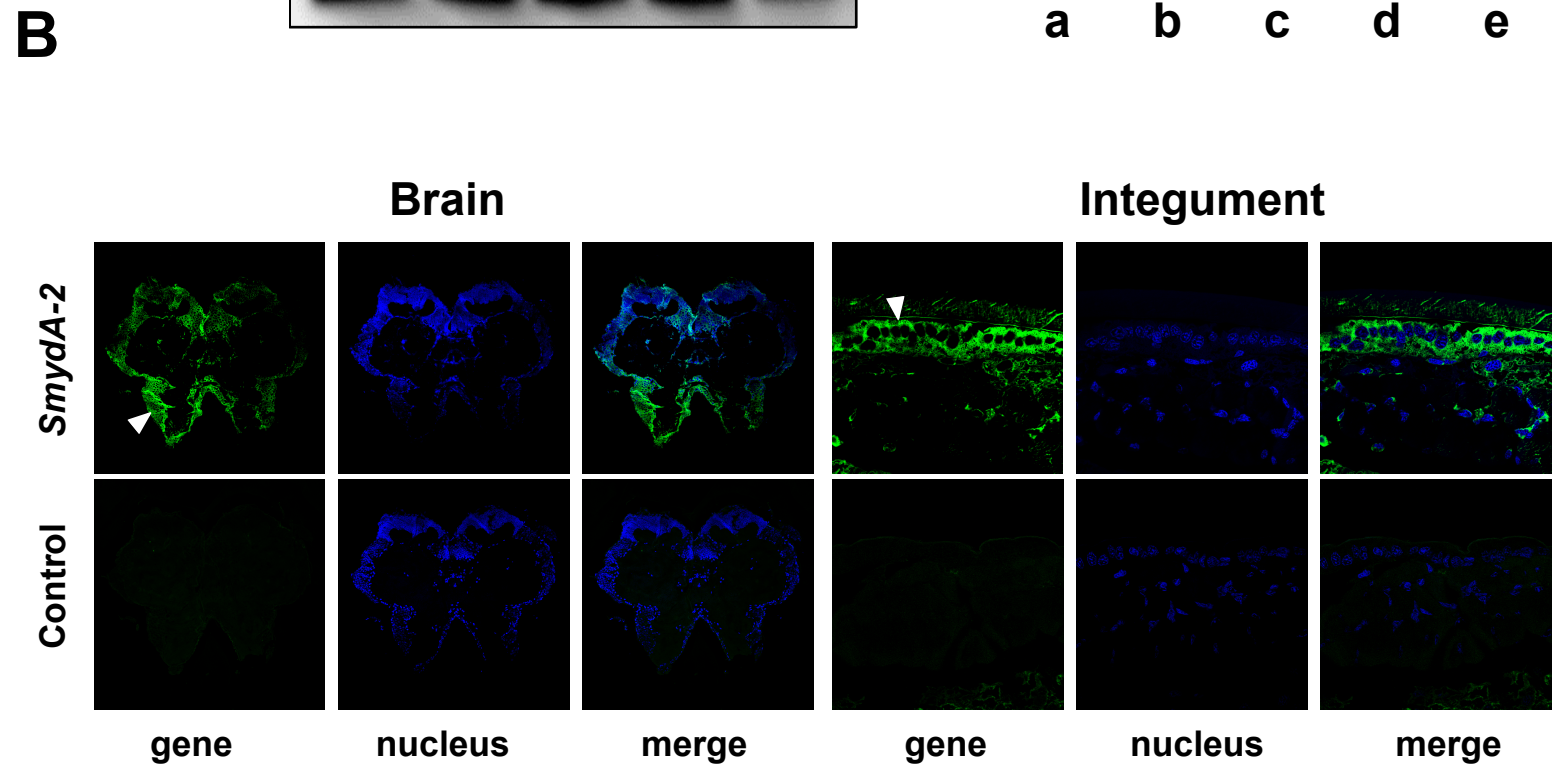 B
a b c d e
Brain Integument
SmydA-2
Control
gene nucleus merge gene nucleus merge